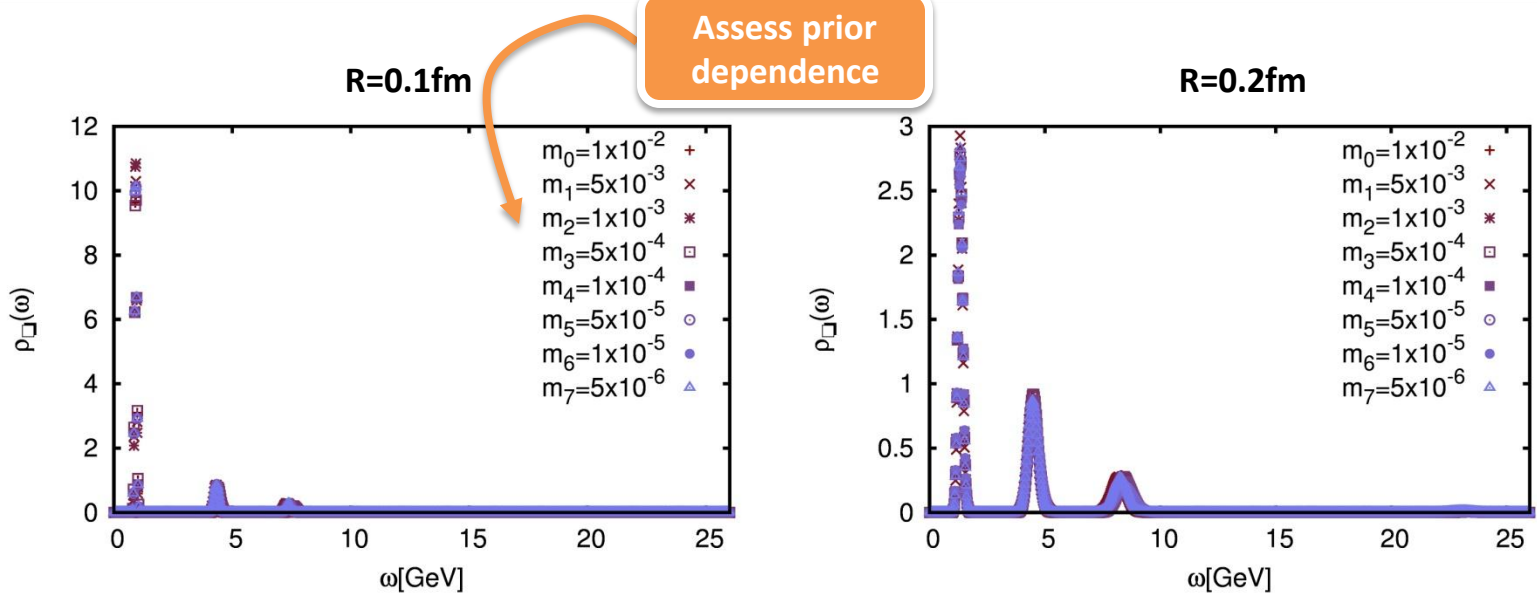 Assess prior
dependence
R=0.1fm
12
10
8
6
4
2
0
0 5 10 15 20 25
ρ□(ω)
ω[GeV]
m₀=1x10⁻²
m₁=5x10⁻³
m₂=1x10⁻³
m₃=5x10⁻⁴
m₄=1x10⁻⁴
m₅=5x10⁻⁵
m₆=1x10⁻⁵
m₇=5x10⁻⁶
R=0.2fm
3
2.5
2
1.5
1
0.5
0
0 5 10 15 20 25
ρ□(ω)
ω[GeV]
m₀=1x10⁻²
m₁=5x10⁻³
m₂=1x10⁻³
m₃=5x10⁻⁴
m₄=1x10⁻⁴
m₅=5x10⁻⁵
m₆=1x10⁻⁵
m₇=5x10⁻⁶